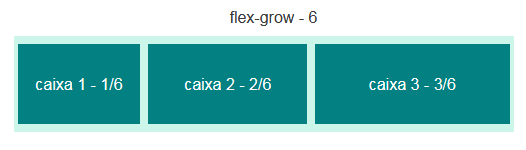 flex-grow - 6
caixa 1 - 1/6
caixa 2 - 2/6
caixa 3 - 3/6